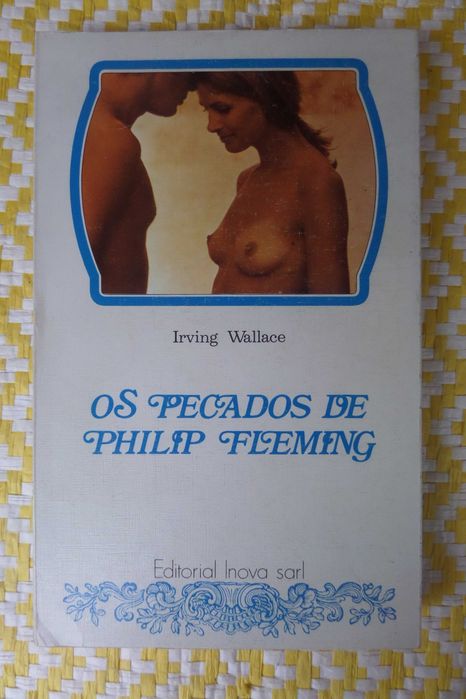 Irving Wallace
OS PECADOS DE
PHILIP FLEMING
Editorial Inova sarl